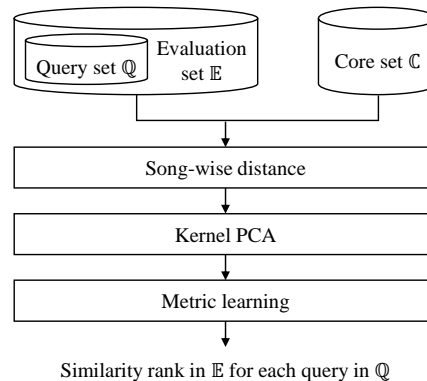 Query set ℚ
Evaluation
set 𝔼
Core set ℂ
Song-wise distance
Kernel PCA
Metric learning
Similarity rank in 𝔼 for each query in ℚ